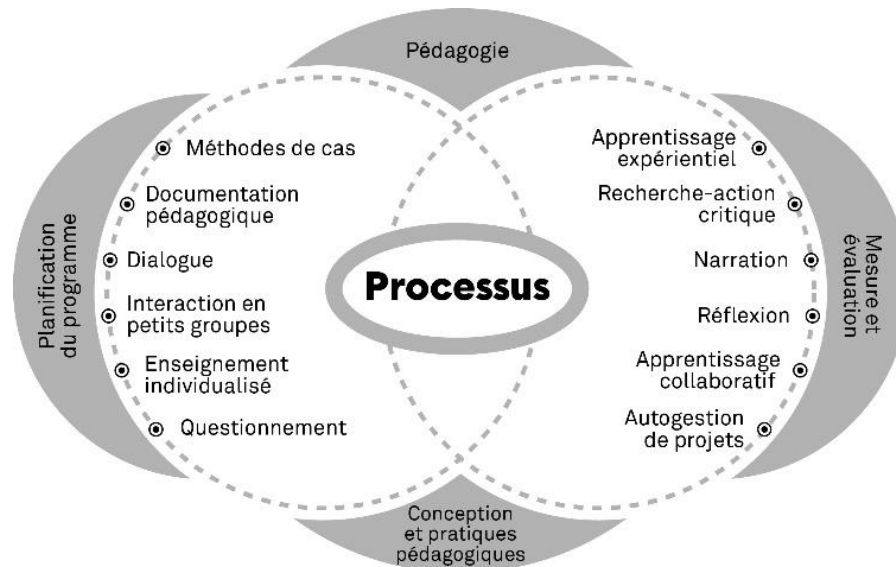 Pédagogie
Planification
du programme
Méthodes de cas
Documentation
pédagogique
Dialogue
Interaction en
petits groupes
Enseignement
individualisé
Questionnement
Processus
Apprentissage
expérientiel
Recherche-action
critique
Narration
Réflexion
Apprentissage
collaboratif
Autogestion
de projets
Mesure et
évaluation
Conception
et pratiques
pédagogiques